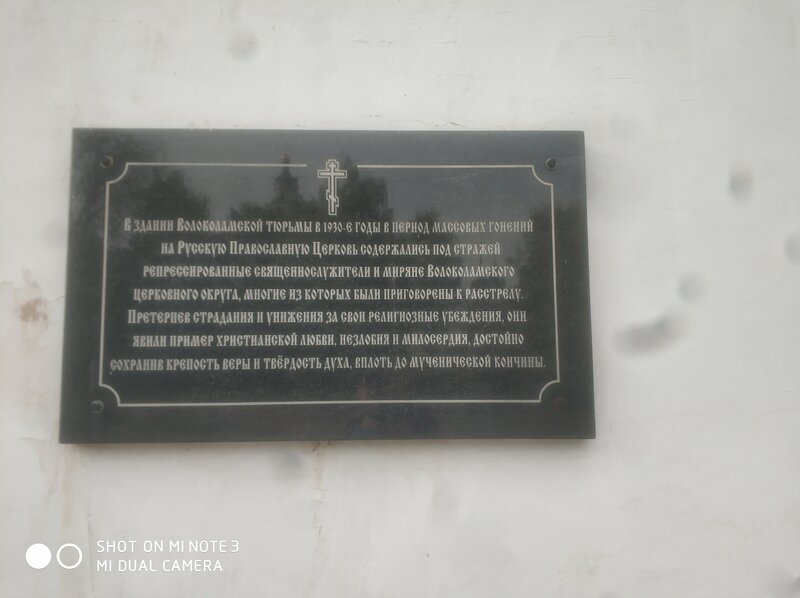 В здании Волоколамской тюрьмы в 1930-е годы в период массовых гонений
на Русскую Православную Церковь содержались под стражей
репрессированные священнослужители и миряне Волоколамского
церковного округа, многие из которых были приговорены к расстрелу.
Претерпев страдания и унижения за свои религиозные убеждения, они
явили пример христианской любви, незлобия и милосердия, достойно
сохранив крепость веры и твёрдость духа, вплоть до мученической кончины.
SHOT ON MI NOTE 3
MI DUAL CAMERA